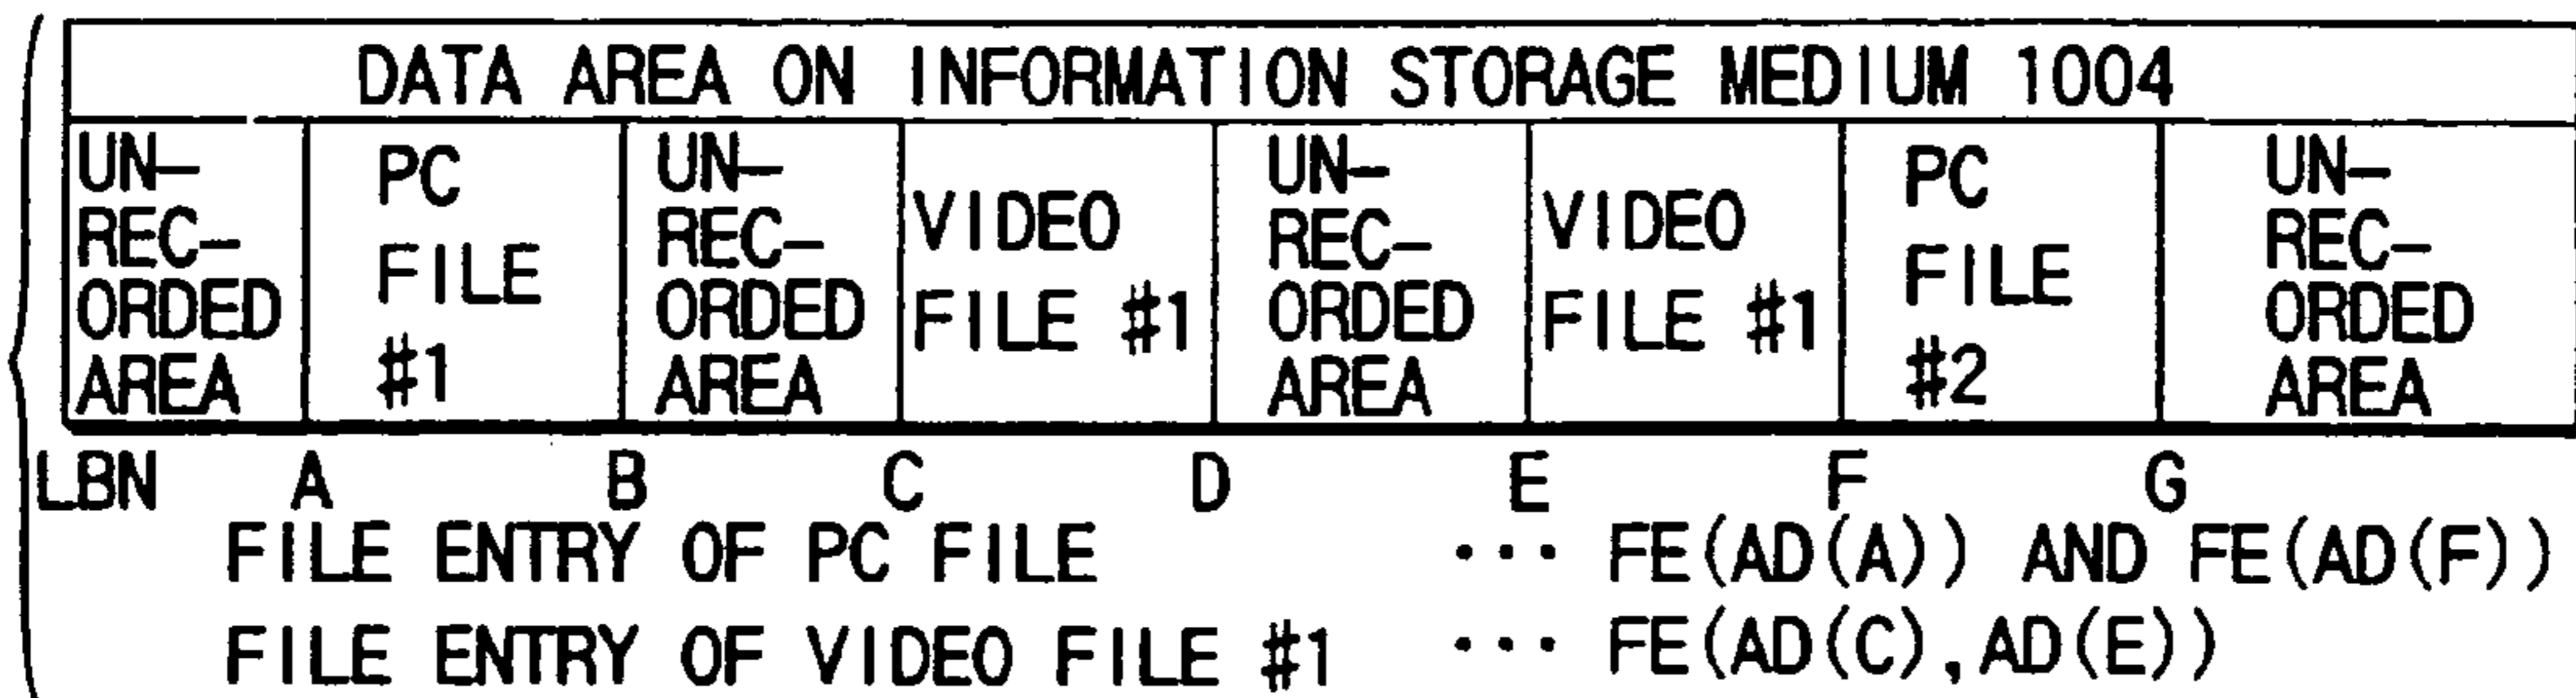 DATA AREA ON INFORMATION STORAGE MEDIUM 1004
UN-
REC-
ORDED
AREA
PC
FILE
#1
UN-
REC-
ORDED
AREA
VIDEO
FILE #1
UN-
REC-
ORDED
AREA
VIDEO
FILE #1
PC
FILE
#2
UN-
REC-
ORDED
AREA
LBN A B C D E F G
FILE ENTRY OF PC FILE ··· FE(AD(A)) AND FE(AD(F))
FILE ENTRY OF VIDEO FILE #1 ··· FE(AD(C),AD(E))